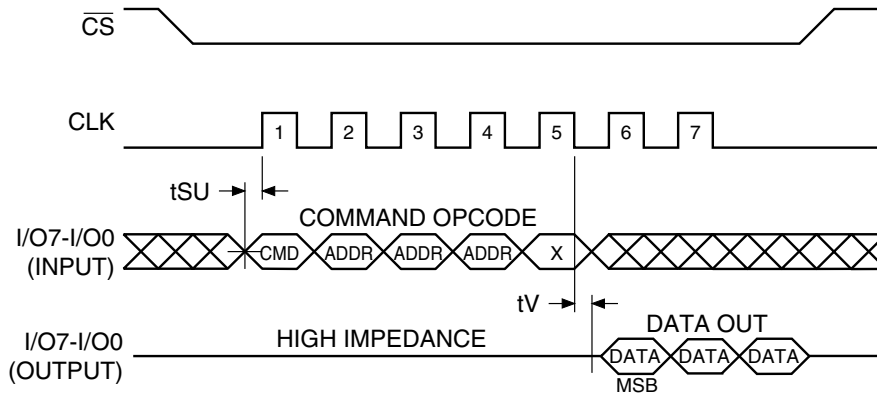 CS
CLK
1 2 3 4 5 6 7
tSU
COMMAND OPCODE
I/O7-I/O0
(INPUT)
CMD ADDR ADDR ADDR X
tV
HIGH IMPEDANCE
DATA OUT
I/O7-I/O0
(OUTPUT)
DATA DATA DATA
MSB